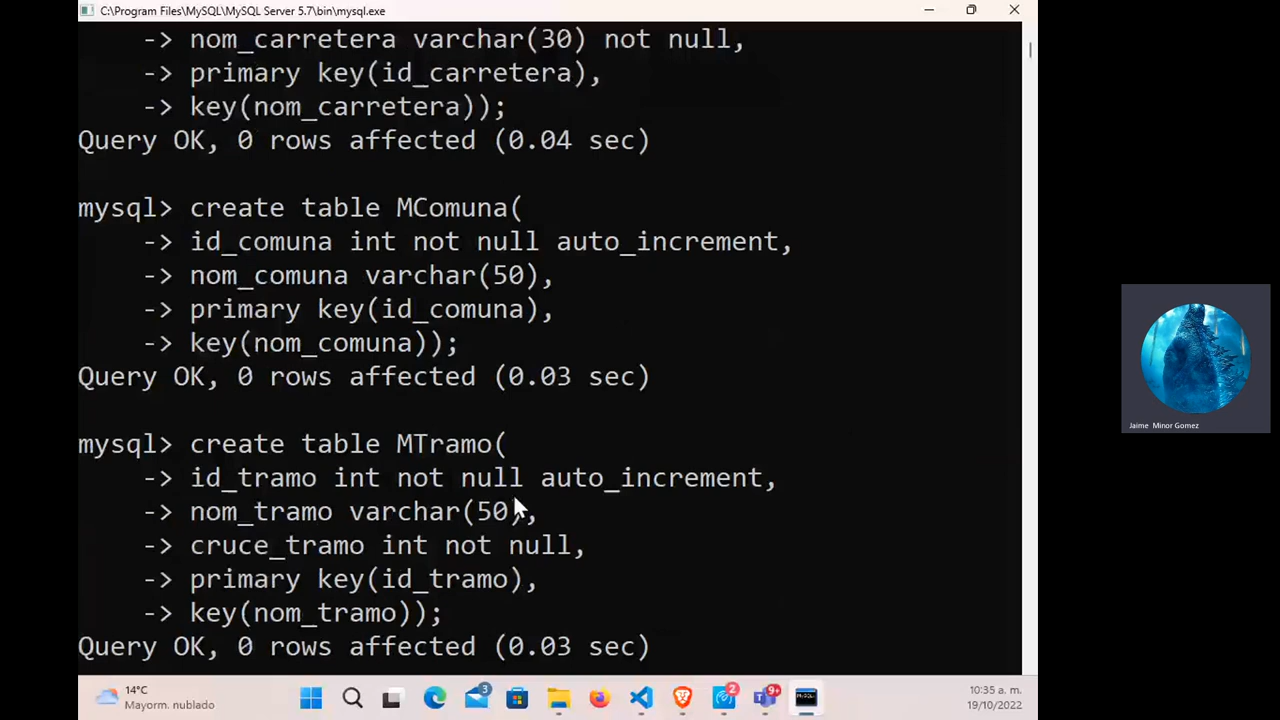 C:\Program Files\MySQL\MySQL Server 5.7\bin\mysql.exe
-> nom_carretera varchar(30) not null,
-> primary key(id_carretera),
-> key(nom_carretera));
Query OK, 0 rows affected (0.04 sec)
mysql> create table MComuna(
-> id_comuna int not null auto_increment,
-> nom_comuna varchar(50),
-> primary key(id_comuna),
-> key(nom_comuna));
Query OK, 0 rows affected (0.03 sec)
mysql> create table MTramo(
-> id_tramo int not null auto_increment,
-> nom_tramo varchar(50),
-> cruce_tramo int not null,
-> primary key(id_tramo),
-> key(nom_tramo));
Query OK, 0 rows affected (0.03 sec)
Jaime Minor Gomez
14°C
Mayorm. nublado
3
2
9+
10:35 a. m.
19/10/2022